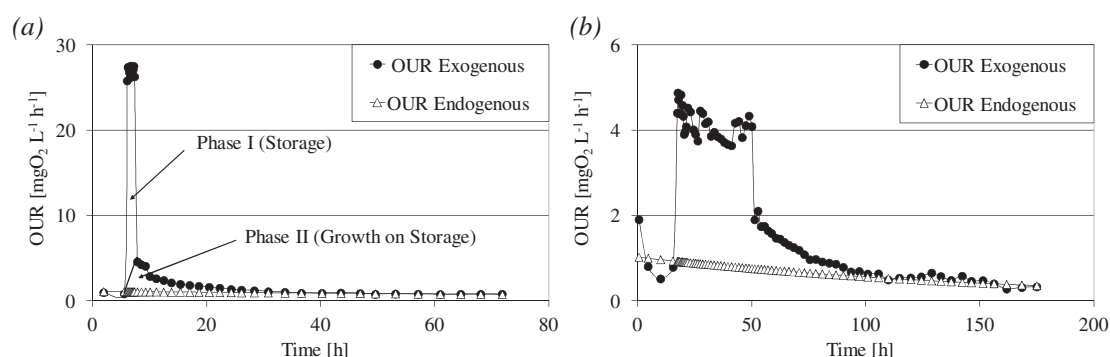 (a)
30
20
10
0
OUR [mgO₂ L⁻¹ h⁻¹]
OUR Exogenous
OUR Endogenous
Phase I (Storage)
Phase II (Growth on Storage)
0 20 40 60 80
Time [h]
(b)
6
4
2
0
OUR [mgO₂ L⁻¹ h⁻¹]
OUR Exogenous
OUR Endogenous
0 50 100 150 200
Time [h]